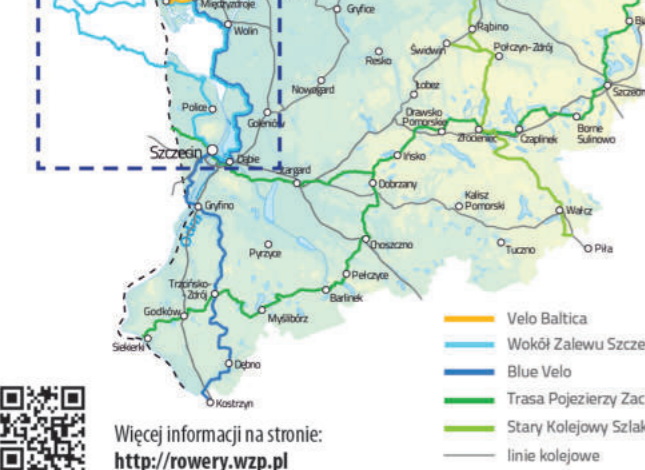 Międzyzdroje
Wolin
Gryfice
Rąbino
Świdwin
Połczyn-Zdrój
Resko
Łobez
Nowogard
Police
Goleniów
Drawsko
Pomorskie
Złocieniec
Czaplinek
Borne
Sulinowo
Szczecin
Dąbie
Stargard
Ińsko
Dobrzany
Kalisz
Pomorski
Wałcz
Gryfino
Odra
Pyrzyce
Choszczno
Tuczno
Piła
Pełczyce
Trzcińsko-
Zdrój
Barlinek
Godków
Myślibórz
Siekierki
Dębno
Kostrzyn
Velo Baltica
Wokół Zalewu Szcze
Blue Velo
Trasa Pojezierzy Zac
Stary Kolejowy Szlak
linie kolejowe
Więcej informacji na stronie:
http://rowery.wzp.pl